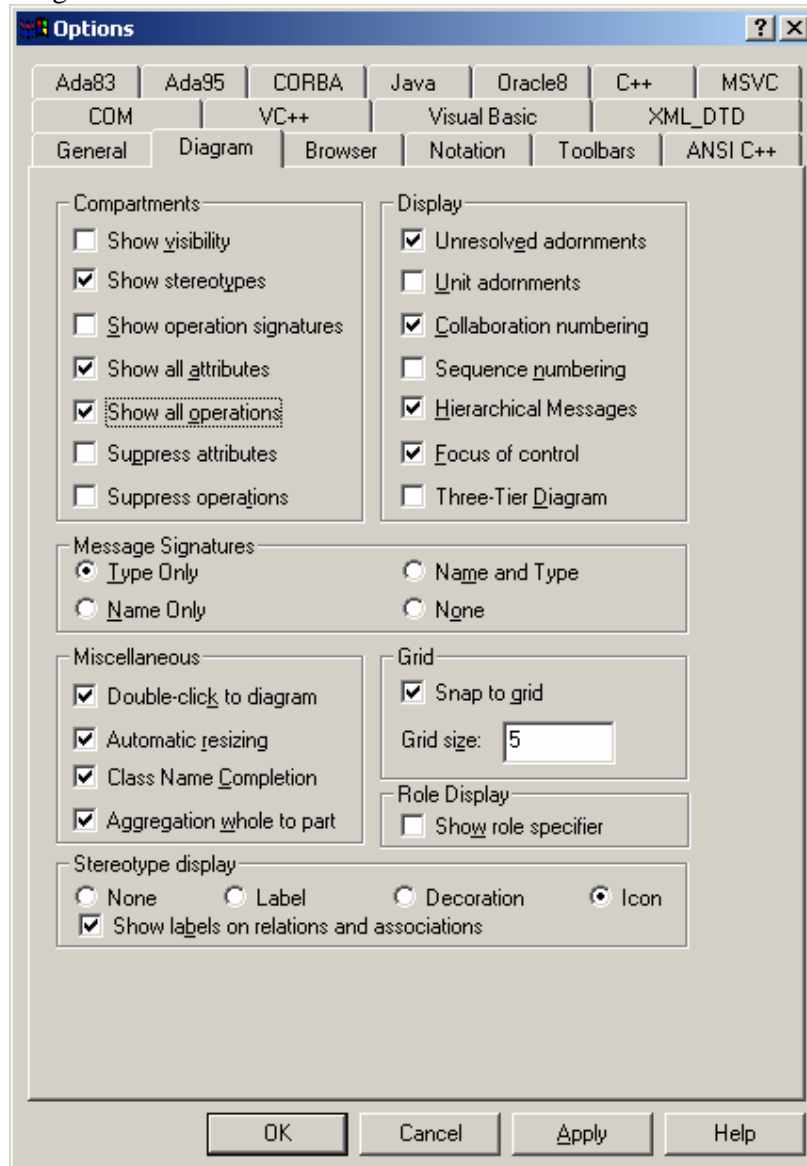 Options
Ada83 Ada95 CORBA Java Oracle8 C++ MSVC
COM VC++ Visual Basic XML_DTD
General Diagram Browser Notation Toolbars ANSI C++
Compartments
Show visibility
Show stereotypes
Show operation signatures
Show all attributes
Show all operations
Suppress attributes
Suppress operations
Display
Unresolved adornments
Unit adornments
Collaboration numbering
Sequence numbering
Hierarchical Messages
Focus of control
Three-Tier Diagram
Message Signatures
Type Only Name and Type
Name Only None
Miscellaneous
Double-click to diagram
Automatic resizing
Class Name Completion
Aggregation whole to part
Grid
Snap to grid
Grid size: 5
Role Display
Show role specifier
Stereotype display
None Label Decoration Icon
Show labels on relations and associations
OK Cancel Apply Help